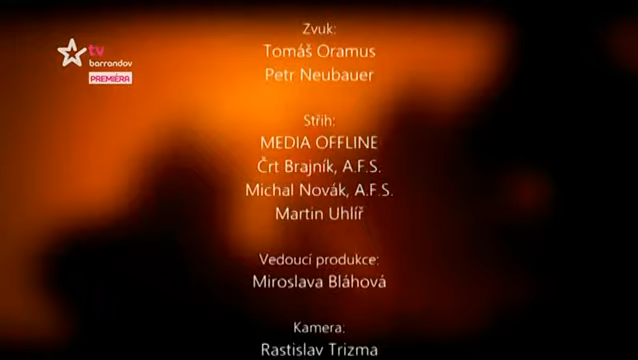 tv
barrandov
PREMIÉRA
Zvuk:
Tomáš Oramus
Petr Neubauer
Střih:
MEDIA OFFLINE
Črt Brajník, A.F.S.
Michal Novák, A.F.S.
Martin Uhlíř
Vedoucí produkce:
Miroslava Bláhová
Kamera:
Rastislav Trizma